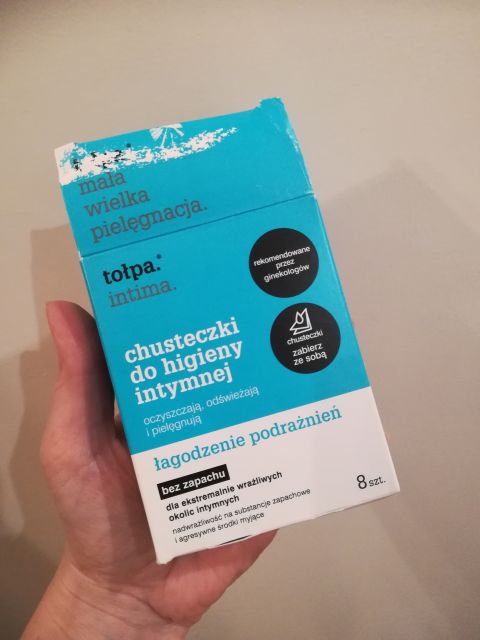 mała
wielka
pielęgnacja.
tołpa.®
intima.
rekomendowane
przez
ginekologów
chusteczki
zabierz
ze sobą
chusteczki
do higieny
intymnej
oczyszczają, odświeżają
i pielęgnują
łagodzenie podrażnień
bez zapachu
dla ekstremalnie wrażliwych
okolic intymnych
nadwrażliwość na substancje zapachowe
i agresywne środki myjące
8 szt.